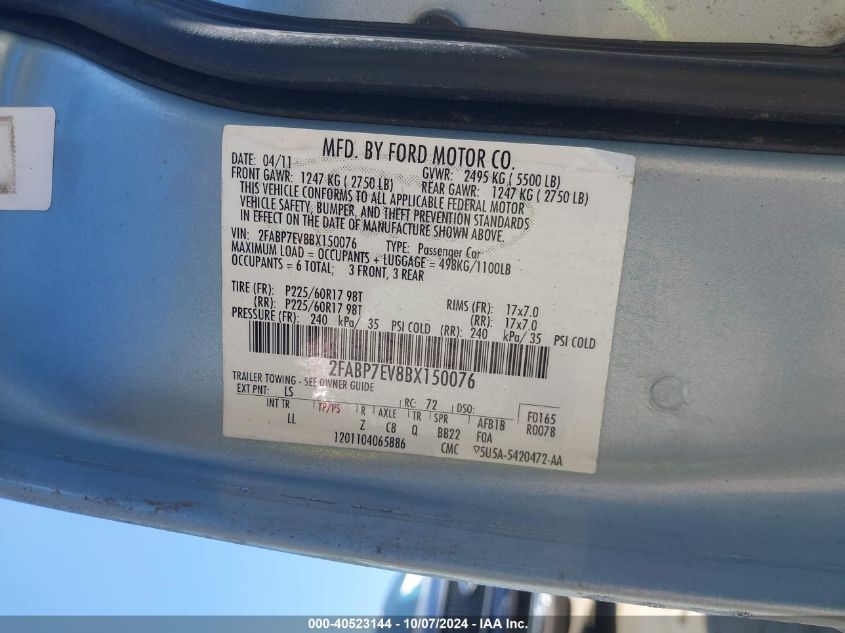 MFD. BY FORD MOTOR CO.
DATE: 04/11 GVWR: 2495 KG ( 5500 LB)
FRONT GAWR: 1247 KG ( 2750 LB) REAR GAWR: 1247 KG ( 2750 LB)
THIS VEHICLE CONFORMS TO ALL APPLICABLE FEDERAL MOTOR
VEHICLE SAFETY, BUMPER, AND THEFT PREVENTION STANDARDS
IN EFFECT ON THE DATE OF MANUFACTURE SHOWN ABOVE.
VIN: 2FABP7EV8BX150076 TYPE: Passenger Car
MAXIMUM LOAD = OCCUPANTS + LUGGAGE = 498KG/1100LB
OCCUPANTS = 6 TOTAL; 3 FRONT, 3 REAR
TIRE (FR): P225/60R17 98T RIMS (FR): 17x7.0
(RR): P225/60R17 98T (RR): 17x7.0
PRESSURE (FR): 240 kPa/ 35 PSI COLD (RR): 240 kPa/ 35 PSI COLD
2FABP7EV8BX150076
TRAILER TOWING - SEE OWNER GUIDE
EXT PNT: LS RC: 72 DSO: F0165
INT TR TP/PS R AXLE TR SPR AFB1B R0078
LL Z CB Q BB22 F0A
1201104065886 CMC ▽5U5A-5420472-AA
000-40523144 - 10/07/2024 - IAA Inc.